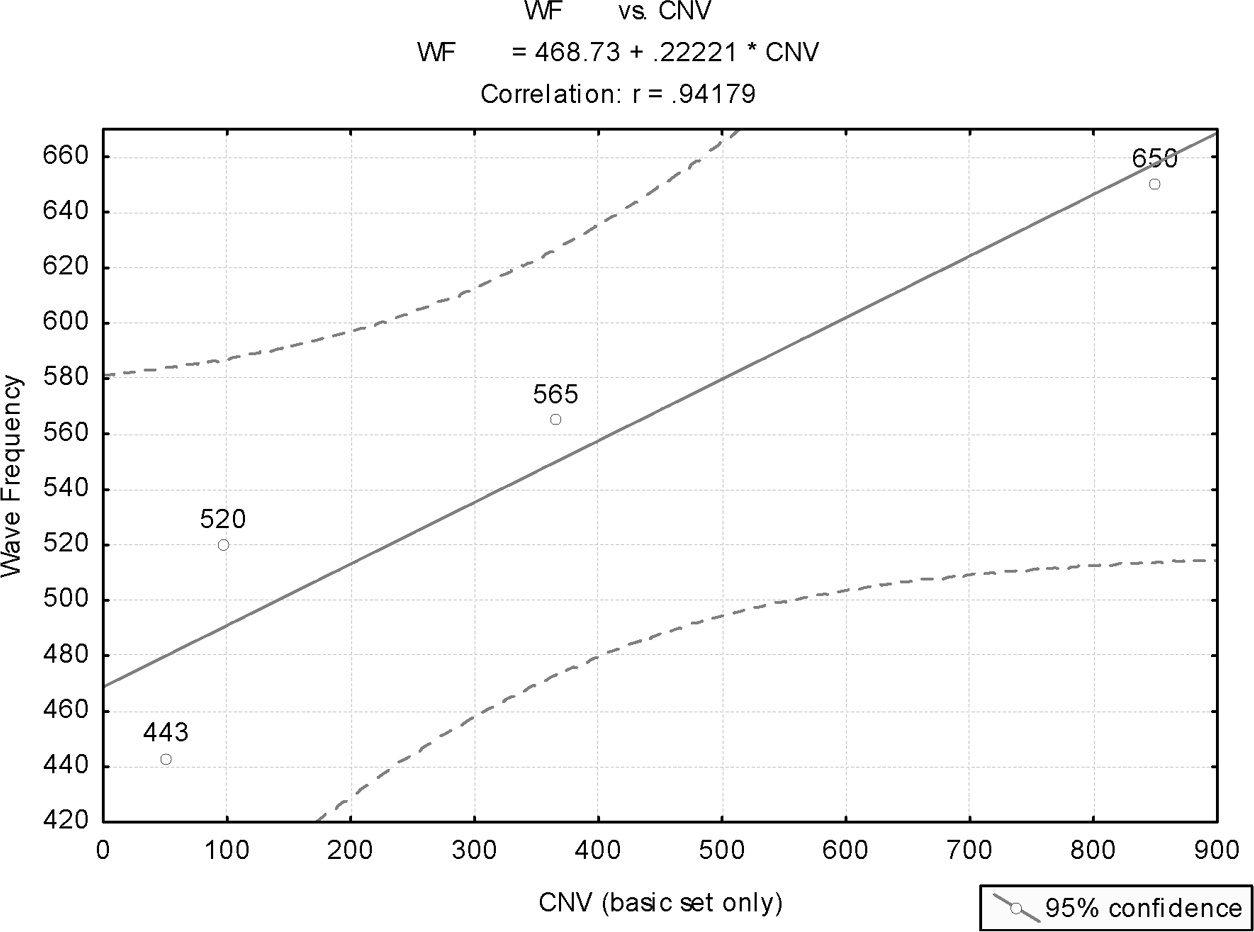 WF vs. CNV
WF = 468.73 + .22221 * CNV
Correlation: r = .94179
Wave Frequency
660
640
620
600
580
560
540
520
500
480
460
440
420
650
565
520
443
0 100 200 300 400 500 600 700 800 900
CNV (basic set only)
95% confidence